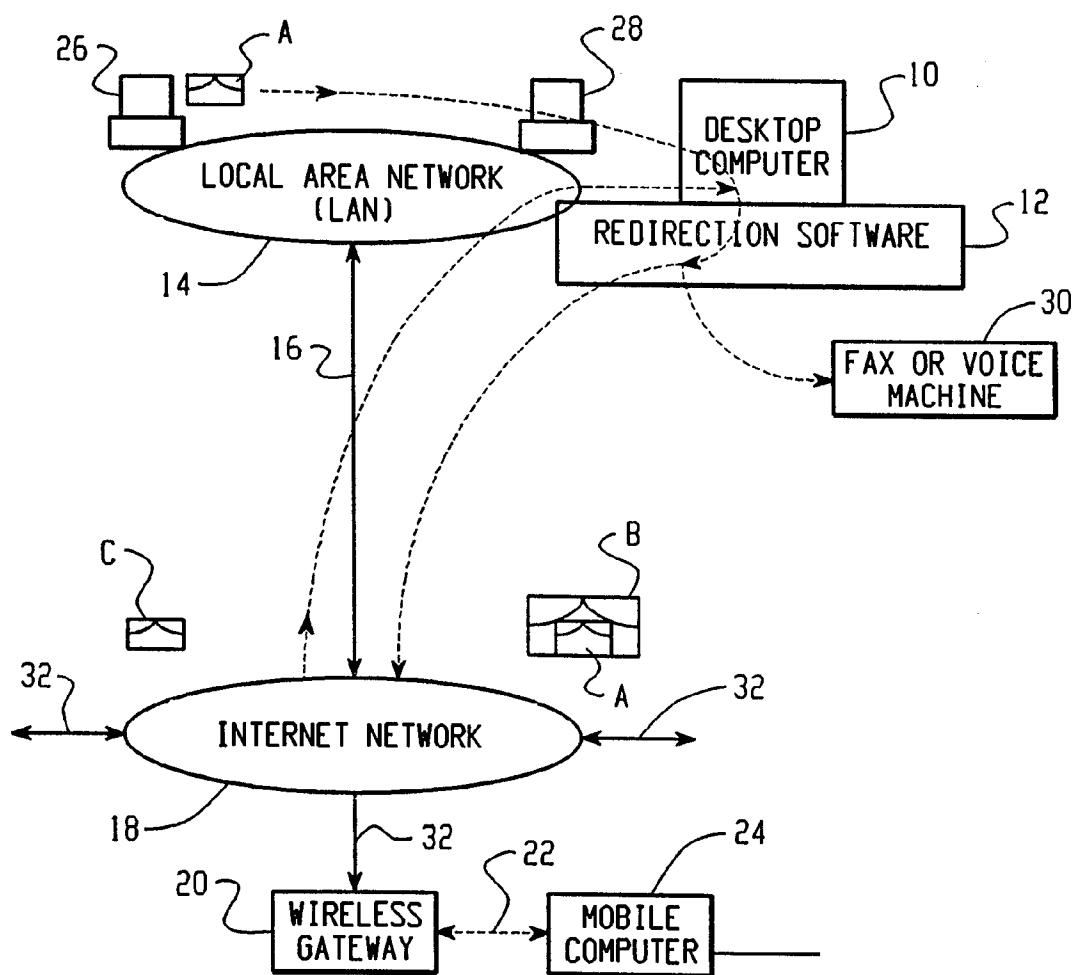 26
A
28
10
DESKTOP
COMPUTER
LOCAL AREA NETWORK
(LAN)
REDIRECTION SOFTWARE
12
14
16
30
FAX OR VOICE
MACHINE
C
B
A
32
32
INTERNET NETWORK
18
32
20
22
24
WIRELESS
GATEWAY
MOBILE
COMPUTER